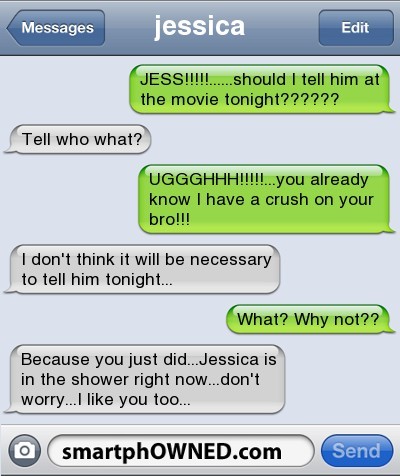 Messages
jessica
Edit
JESS!!!!!......should I tell him at
the movie tonight??????
Tell who what?
UGGGHHH!!!!!...you already
know I have a crush on your
bro!!!
I don't think it will be necessary
to tell him tonight...
What? Why not??
Because you just did...Jessica is
in the shower right now...don't
worry...I like you too...
smartphOWNED.com
Send